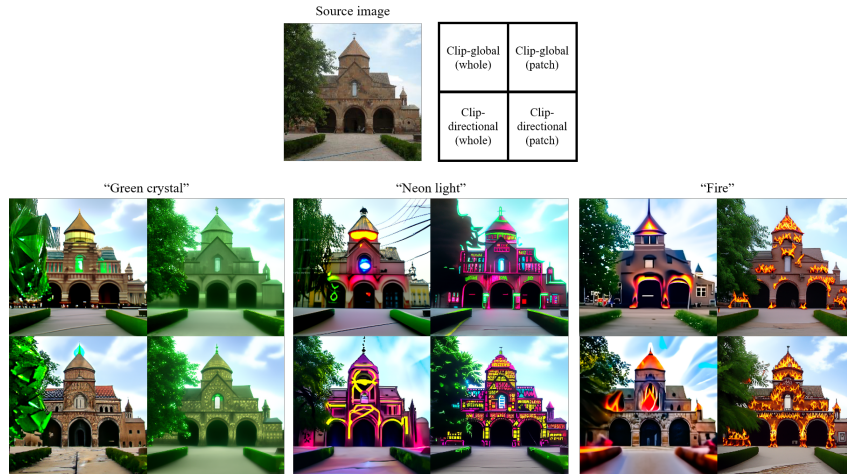 Source image
Clip-global
(whole)
Clip-global
(patch)
Clip-
directional
(whole)
Clip-
directional
(patch)
“Green crystal”
“Neon light”
“Fire”